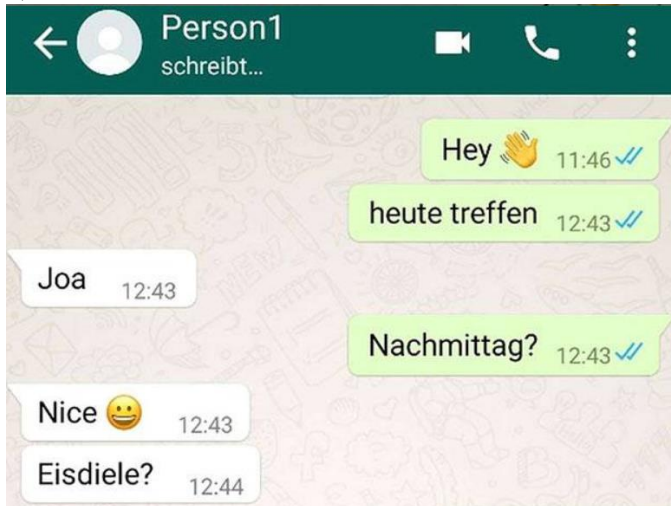 Person1
schreibt...
Hey 👋 11:46
heute treffen 12:43
Joa 12:43
Nachmittag? 12:43
Nice 😀 12:43
Eisdiele? 12:44